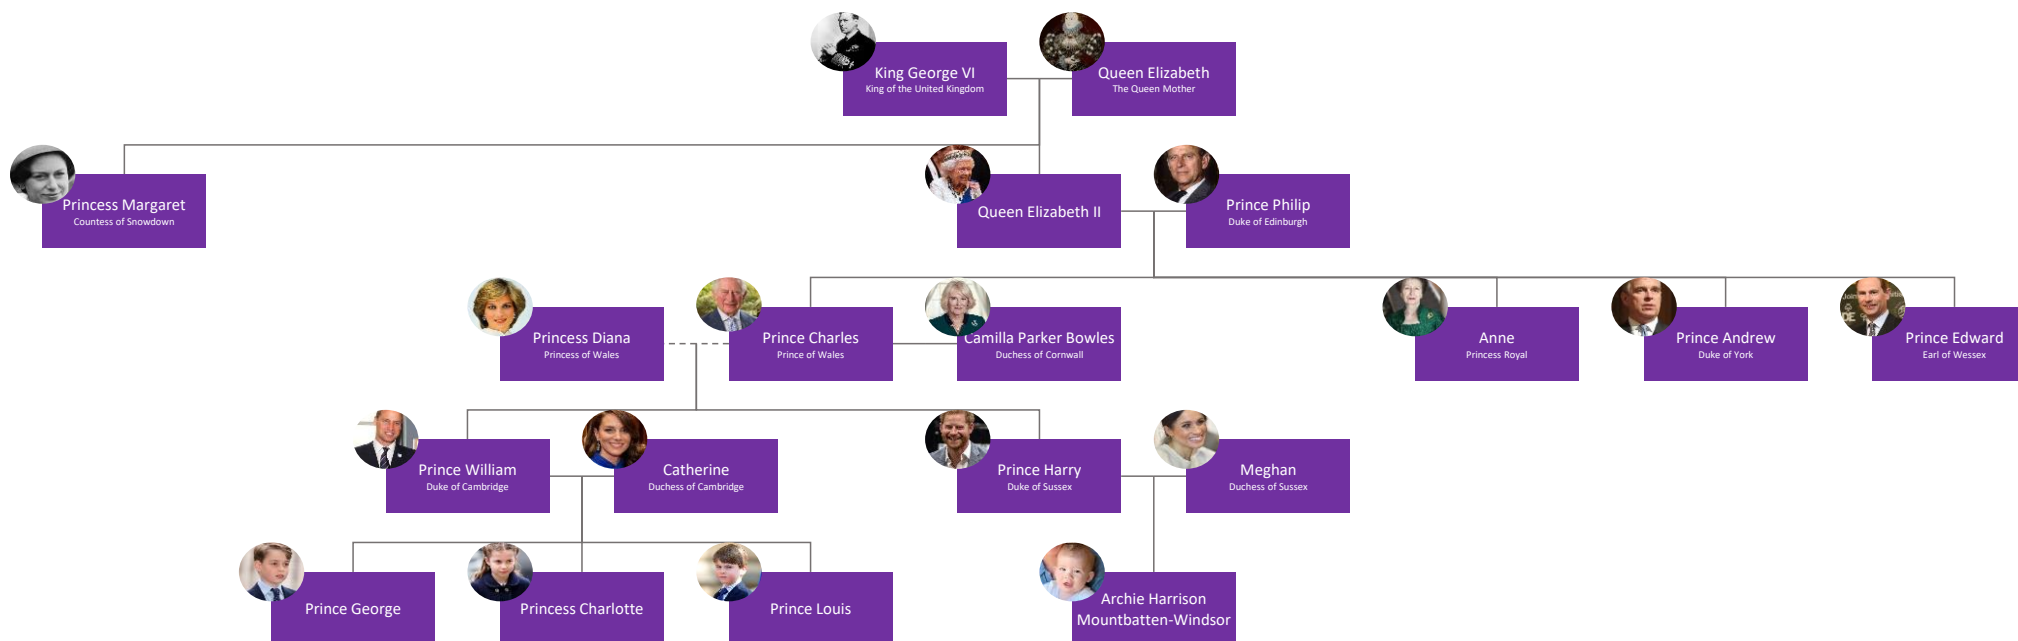 King George VI
King of the United Kingdom
Queen Elizabeth
The Queen Mother
Princess Margaret
Countess of Snowdown
Queen Elizabeth II
Prince Philip
Duke of Edinburgh
Princess Diana
Princess of Wales
Prince Charles
Prince of Wales
Camilla Parker Bowles
Duchess of Cornwall
Anne
Princess Royal
Prince Andrew
Duke of York
Prince Edward
Earl of Wessex
Prince William
Duke of Cambridge
Catherine
Duchess of Cambridge
Prince Harry
Duke of Sussex
Meghan
Duchess of Sussex
Prince George
Princess Charlotte
Prince Louis
Archie Harrison
Mountbatten-Windsor